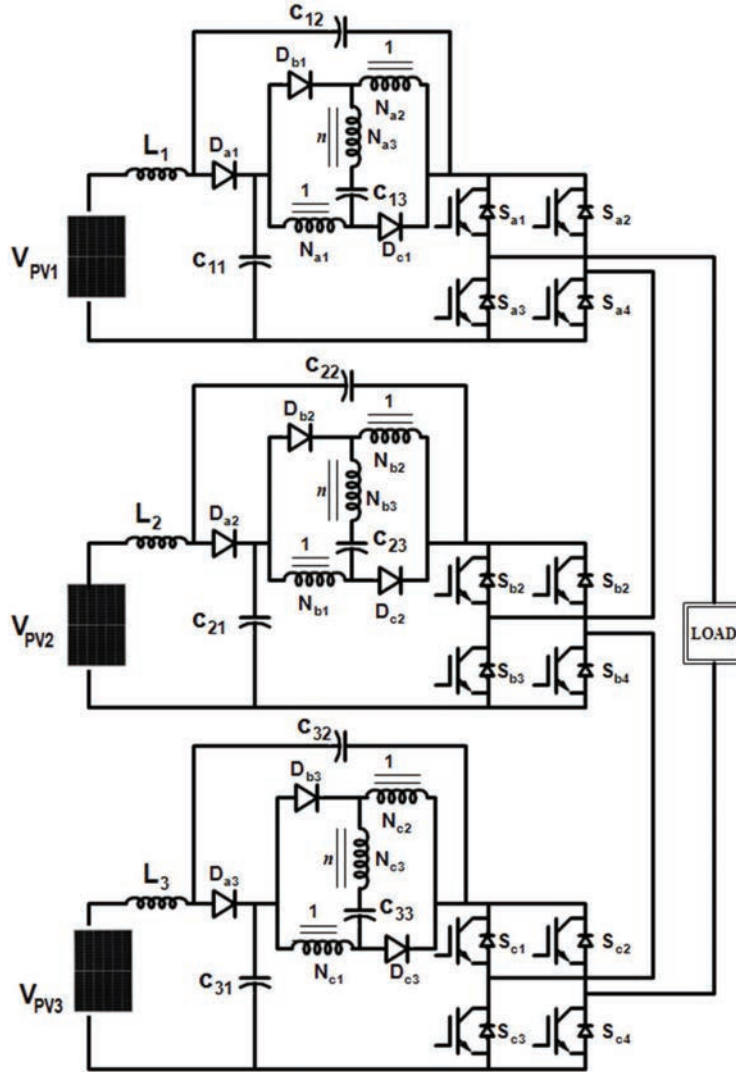 C12
Db1
1
Na2
n
Na3
L1
Da1
1
C13
Na1
Dc1
VPV1
C11
Sa1
Sa2
Sa3
Sa4
C22
Db2
1
Nb2
n
Nb3
L2
Da2
1
C23
Nb1
Dc2
VPV2
C21
Sb2
Sb2
Sb3
Sb4
LOAD
C32
Db3
1
Nc2
n
Nc3
L3
Da3
1
C33
Nc1
Dc3
VPV3
C31
Sc1
Sc2
Sc3
Sc4